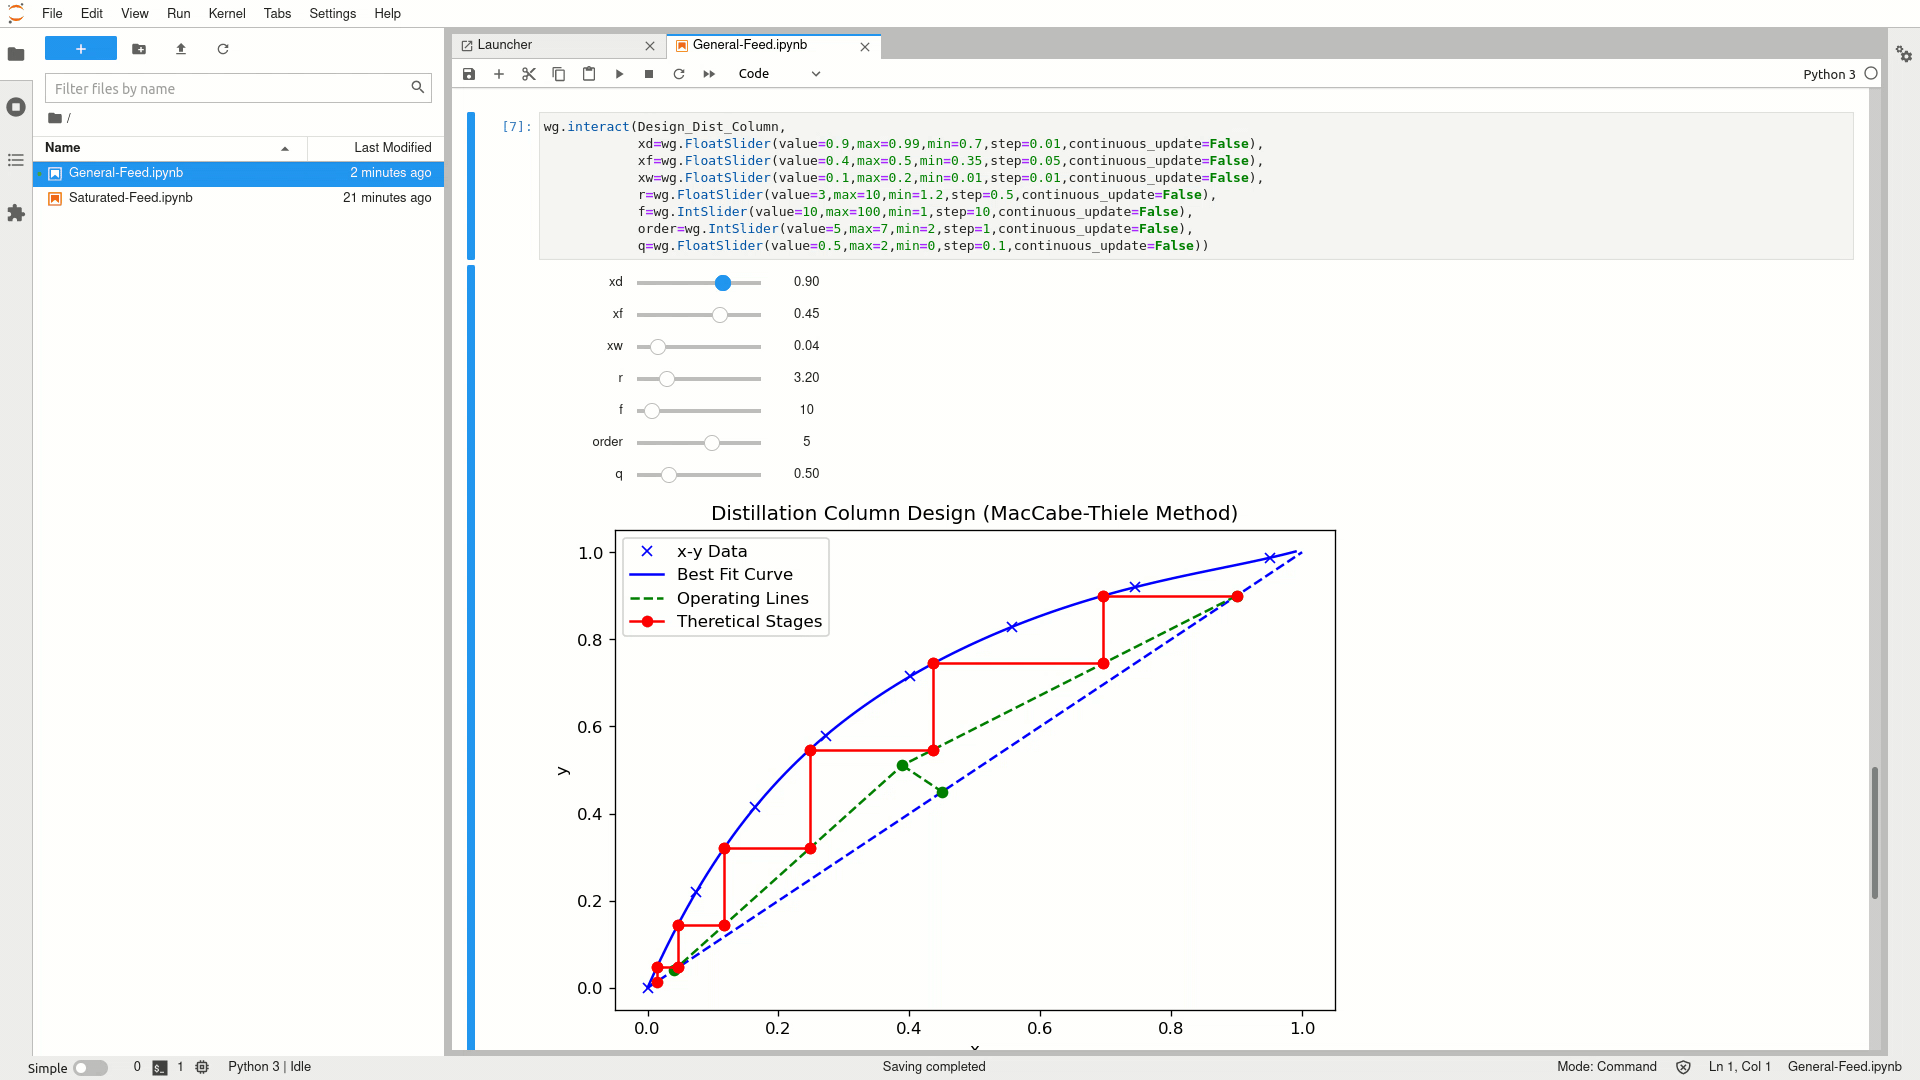 File Edit View Run Kernel Tabs Settings Help
Filter files by name
/
Name Last Modified
General-Feed.ipynb 2 minutes ago
Saturated-Feed.ipynb 21 minutes ago
Launcher General-Feed.ipynb
Code Python 3
[7]: wg.interact(Design_Dist_Column,
xd=wg.FloatSlider(value=0.9,max=0.99,min=0.7,step=0.01,continuous_update=False),
xf=wg.FloatSlider(value=0.4,max=0.5,min=0.35,step=0.05,continuous_update=False),
xw=wg.FloatSlider(value=0.1,max=0.2,min=0.01,step=0.01,continuous_update=False),
r=wg.FloatSlider(value=3,max=10,min=1.2,step=0.5,continuous_update=False),
f=wg.IntSlider(value=10,max=100,min=1,step=10,continuous_update=False),
order=wg.IntSlider(value=5,max=7,min=2,step=1,continuous_update=False),
q=wg.FloatSlider(value=0.5,max=2,min=0,step=0.1,continuous_update=False))
xd 0.90
xf 0.45
xw 0.04
r 3.20
f 10
order 5
q 0.50
Distillation Column Design (MacCabe-Thiele Method)
x-y Data
Best Fit Curve
Operating Lines
Theretical Stages
1.0
0.8
0.6
y
0.4
0.2
0.0
0.0 0.2 0.4 0.6 0.8 1.0
x
Simple 0 $_ 1 Python 3 | Idle Saving completed Mode: Command Ln 1, Col 1 General-Feed.ipynb